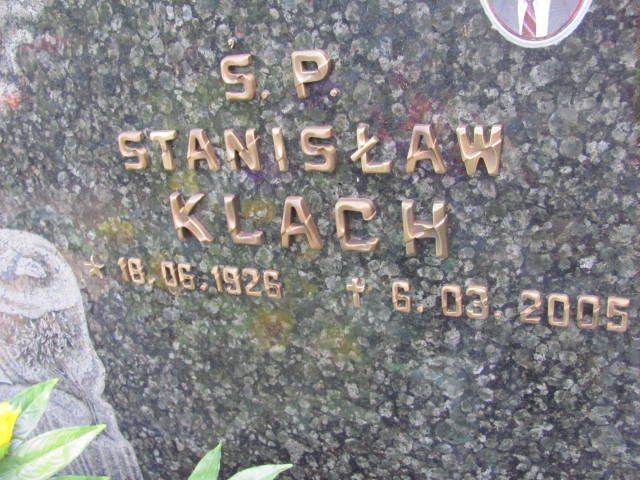 Ś.P.
STANISŁAW
KLACH
* 18.06.1926 † 6.03.2005